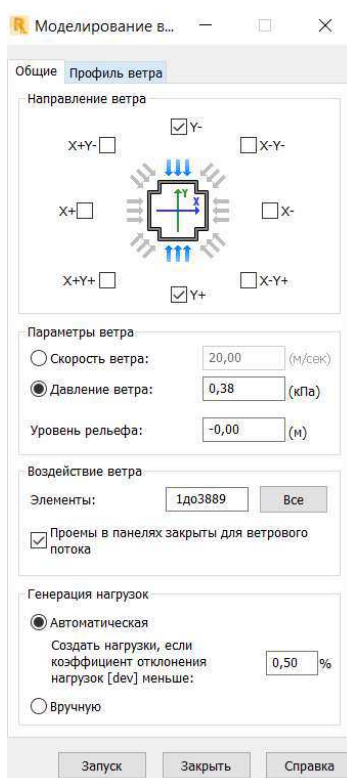 Моделирование в...
Общие Профиль ветра
Направление ветра
Y-
X+Y- X-Y-
Y
X
X+ X-
X+Y+ X-Y+
Y+
Параметры ветра
Скорость ветра: 20,00 (м/сек)
Давление ветра: 0,38 (кПа)
Уровень рельефа: -0,00 (м)
Воздействие ветра
Элементы: 1до3889 Все
Проемы в панелях закрыты для ветрового
потока
Генерация нагрузок
Автоматическая
Создать нагрузки, если
коэффициент отклонения 0,50 %
нагрузок [dev] меньше:
Вручную
Запуск Закрыть Справка